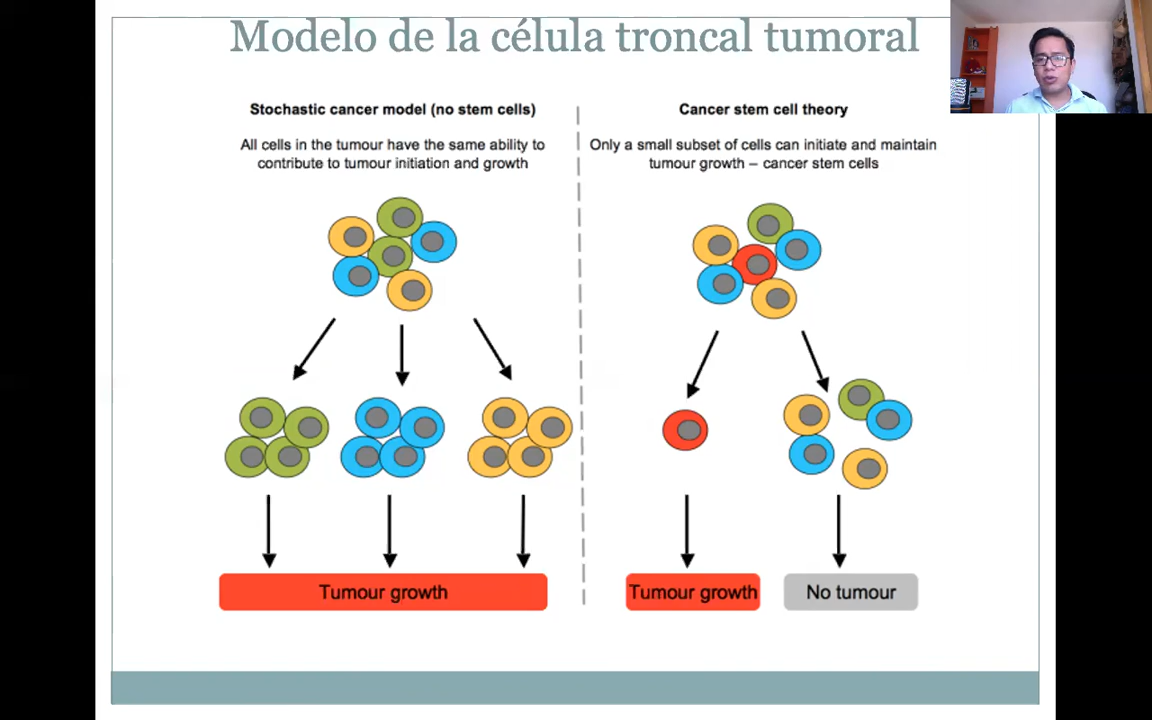 Modelo de la célula troncal tumoral
Stochastic cancer model (no stem cells)
All cells in the tumour have the same ability to
contribute to tumour initiation and growth
Cancer stem cell theory
Only a small subset of cells can initiate and maintain
tumour growth – cancer stem cells
Tumour growth
Tumour growth
No tumour